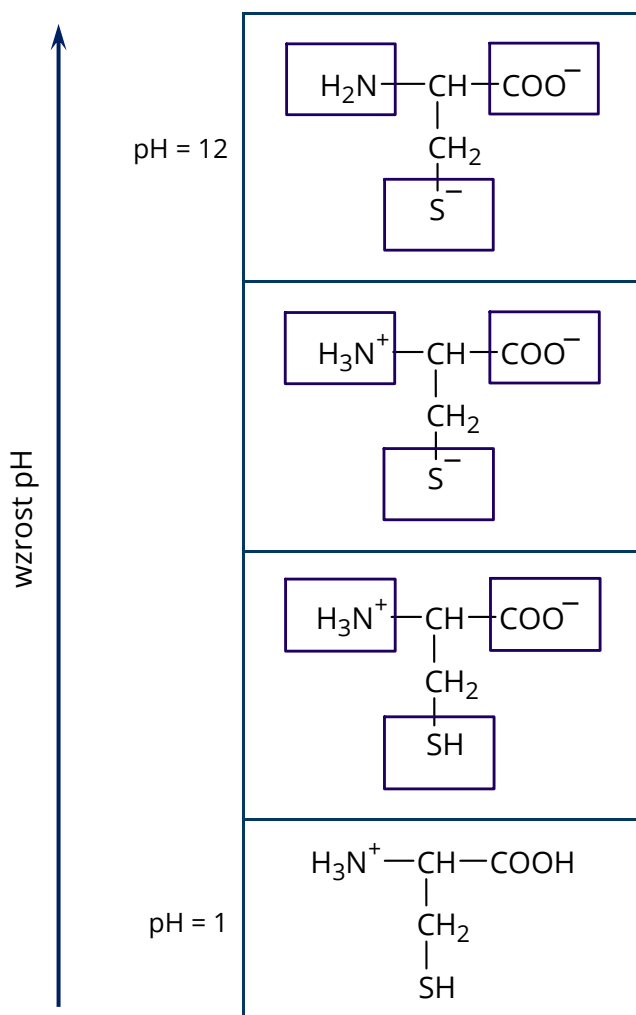 H₂N—CH—COO⁻
pH = 12
CH₂
S⁻
H₃N⁺—CH—COO⁻
CH₂
S⁻
wzrost pH
H₃N⁺—CH—COO⁻
CH₂
SH
H₃N⁺—CH—COOH
pH = 1
CH₂
SH